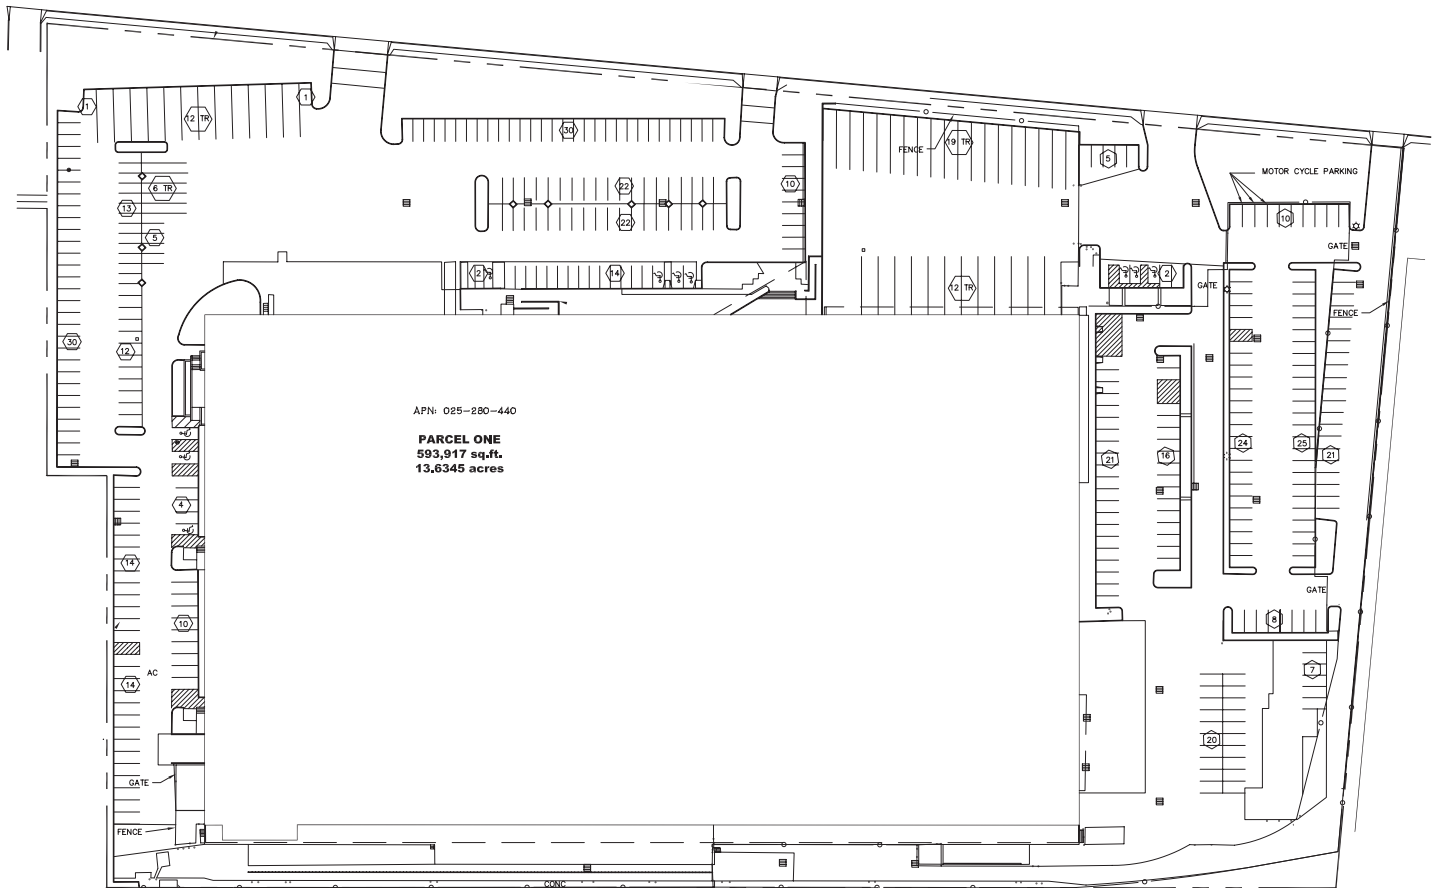 1
1
12 TR
30
FENCE
19 TR
5
MOTOR CYCLE PARKING
6 TR
22
10
13
10
22
5
GATE
2
14
2
12 TR
GATE
FENCE
30
12
APN: 025-280-440
PARCEL ONE
593,917 sq.ft.
13.6345 acres
24
25
21
16
21
4
14
GATE
10
8
AC
7
14
20
GATE
FENCE
CONC